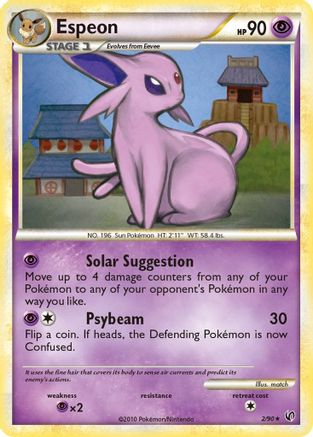 Espeon
HP 90
STAGE 1
Evolves from Eevee
NO. 196 Sun Pokémon HT: 2'11" WT: 58.4 lbs.
Solar Suggestion
Move up to 4 damage counters from any of your
Pokémon to any of your opponent's Pokémon in any
way you like.
Psybeam 30
Flip a coin. If heads, the Defending Pokémon is now
Confused.
It uses the fine hair that covers its body to sense air currents and predict its
enemy's actions.
Illus. match
weakness resistance retreat cost
×2
©2010 Pokémon/Nintendo
2/90★